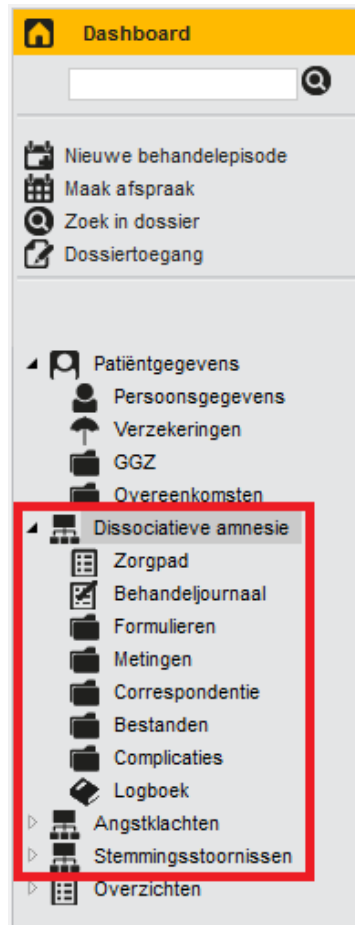 Dashboard
Nieuwe behandelepisode
Maak afspraak
Zoek in dossier
Dossiertoegang
Patiëntgegevens
Persoonsgegevens
Verzekeringen
GGZ
Overeenkomsten
Dissociatieve amnesie
Zorgpad
Behandeljournaal
Formulieren
Metingen
Correspondentie
Bestanden
Complicaties
Logboek
Angstklachten
Stemmingsstoornissen
Overzichten